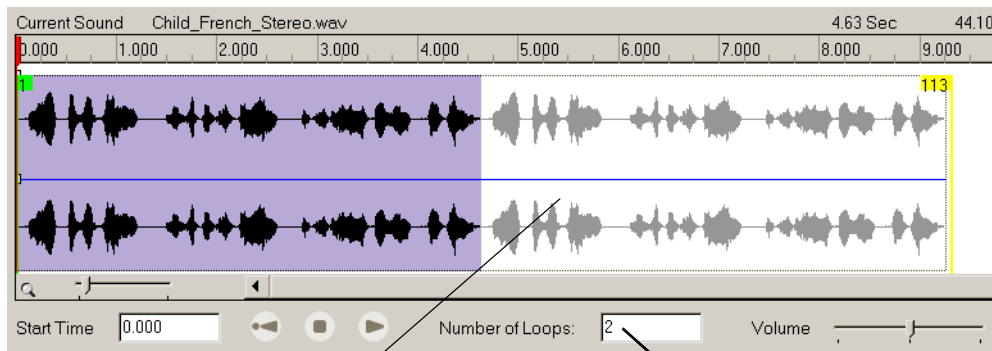 Current Sound Child_French_Stereo.wav 4.63 Sec 44.10
0.000 1.000 2.000 3.000 4.000 5.000 6.000 7.000 8.000 9.000
1 113
Start Time 0.000 Number of Loops: 2 Volume